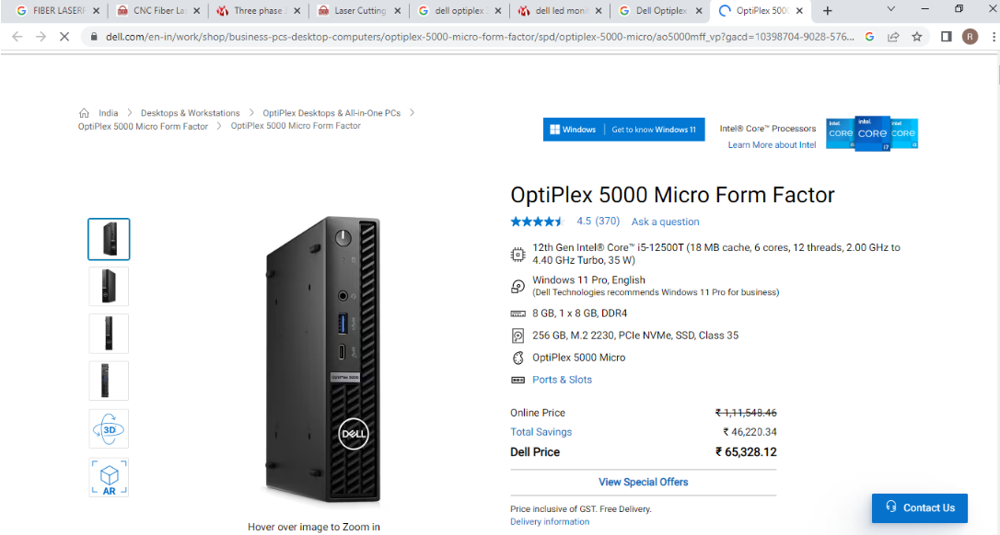 FIBER LASER
CNC Fiber La
Three phase
Laser Cutting
dell optiplex
dell led moni
Dell Optiplex
OptiPlex 500
dell.com/en-in/work/shop/business-pcs-desktop-computers/optiplex-5000-micro-form-factor/spd/optiplex-5000-micro/ao5000mff_vp?gacd=10398704-9028-576...
R
India > Desktops & Workstations > OptiPlex Desktops & All-in-One PCs >
OptiPlex 5000 Micro Form Factor > OptiPlex 5000 Micro Form Factor
Windows | Get to know Windows 11
Intel® Core™ Processors
Learn More about Intel
intel. CORE i5
intel. CORE i7
intel. CORE i3
OptiPlex 5000 Micro Form Factor
4.5 (370) Ask a question
12th Gen Intel® Core™ i5-12500T (18 MB cache, 6 cores, 12 threads, 2.00 GHz to
4.40 GHz Turbo, 35 W)
Windows 11 Pro, English
(Dell Technologies recommends Windows 11 Pro for business)
8 GB, 1 x 8 GB, DDR4
256 GB, M.2 2230, PCIe NVMe, SSD, Class 35
OptiPlex 5000 Micro
Ports & Slots
OptiPlex 5000
DELL
3D
AR
Hover over image to Zoom in
Online Price ₹ 1,11,548.46
Total Savings ₹ 46,220.34
Dell Price ₹ 65,328.12
View Special Offers
Price inclusive of GST. Free Delivery.
Delivery information
Contact Us